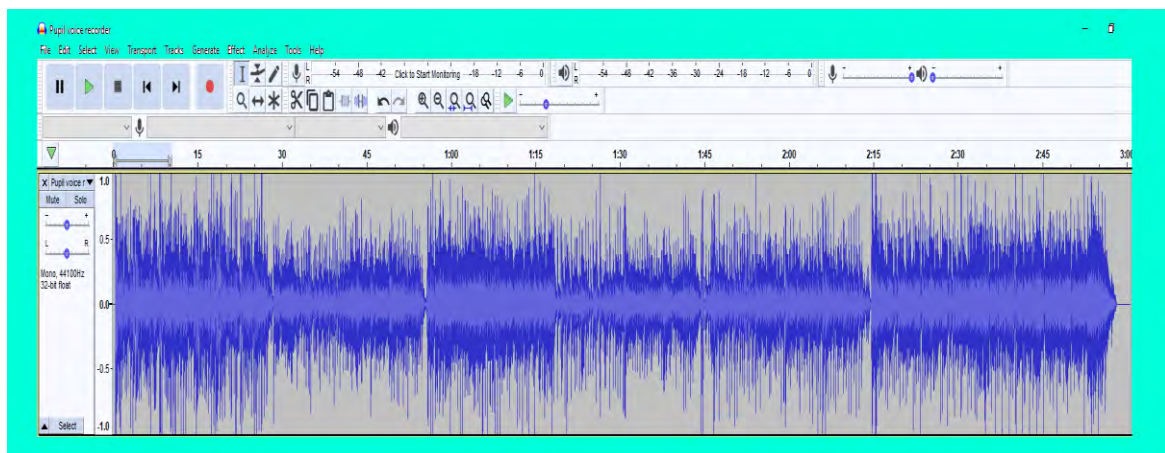 Pupil voice recorder
File Edit Select View Transport Tracks Generate Effect Analyze Tools Help
L R -54 -48 -42 Click to Start Monitoring -18 -12 -6 0 L R -54 -48 -42 -36 -30 -24 -18 -12 -6 0
0 15 30 45 1:00 1:15 1:30 1:45 2:00 2:15 2:30 2:45 3:00
Pupil voice r 1.0
Mute Solo
- +
0.5
L R
Mono, 44100Hz
32-bit float
0.0
-0.5
Select -1.0